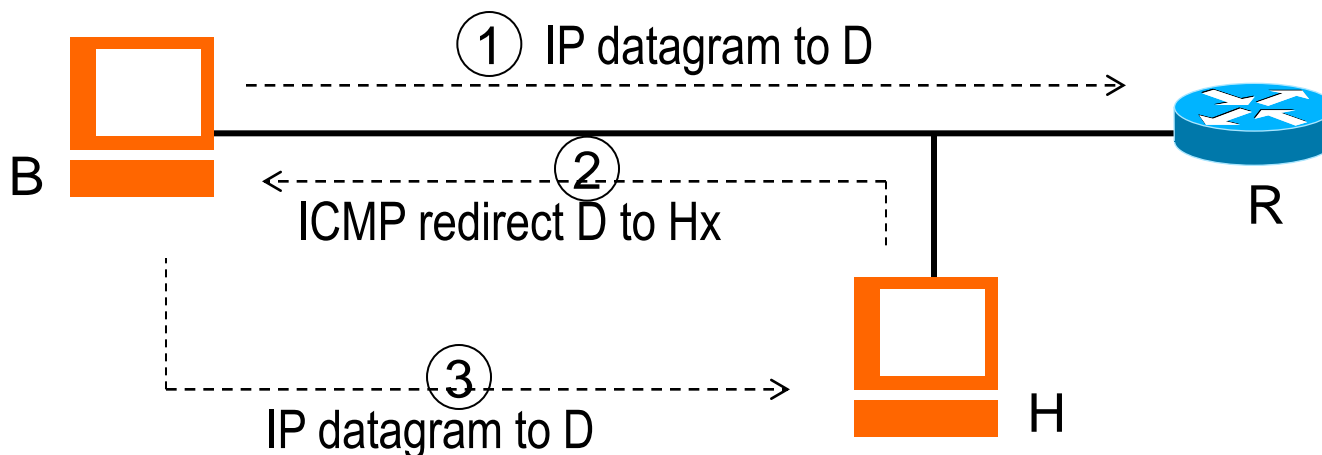 1 IP datagram to D
B
2
ICMP redirect D to Hx
R
3
IP datagram to D
H